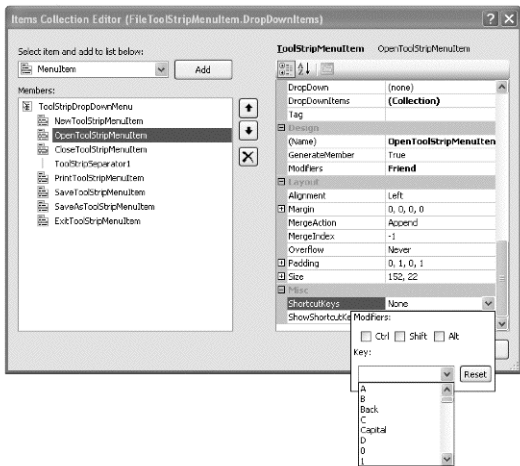 Items Collection Editor (FileToolStripMenuItem.DropDownItems)
Select item and add to list below:
MenuItem
Add
Members:
ToolStripDropDownMenu
NewToolStripMenuItem
OpenToolStripMenuItem
CloseToolStripMenuItem
ToolStripSeparator1
PrintToolStripMenuItem
SaveToolStripMenuItem
SaveAsToolStripMenuItem
ExitToolStripMenuItem
ToolStripMenuItem OpenToolStripMenuItem
DropDown (none)
DropDownItems (Collection)
Tag
Design
(Name) OpenToolStripMenuIten
GenerateMember True
Modifiers Friend
Layout
Alignment Left
Margin 0, 0, 0, 0
MergeAction Append
MergeIndex -1
Overflow Never
Padding 0, 1, 0, 1
Size 152, 22
Misc
ShortcutKeys None
ShowShortcutKe
Modifiers:
Ctrl Shift Alt
Key:
Reset
A
B
Back
C
Capital
D
0
1